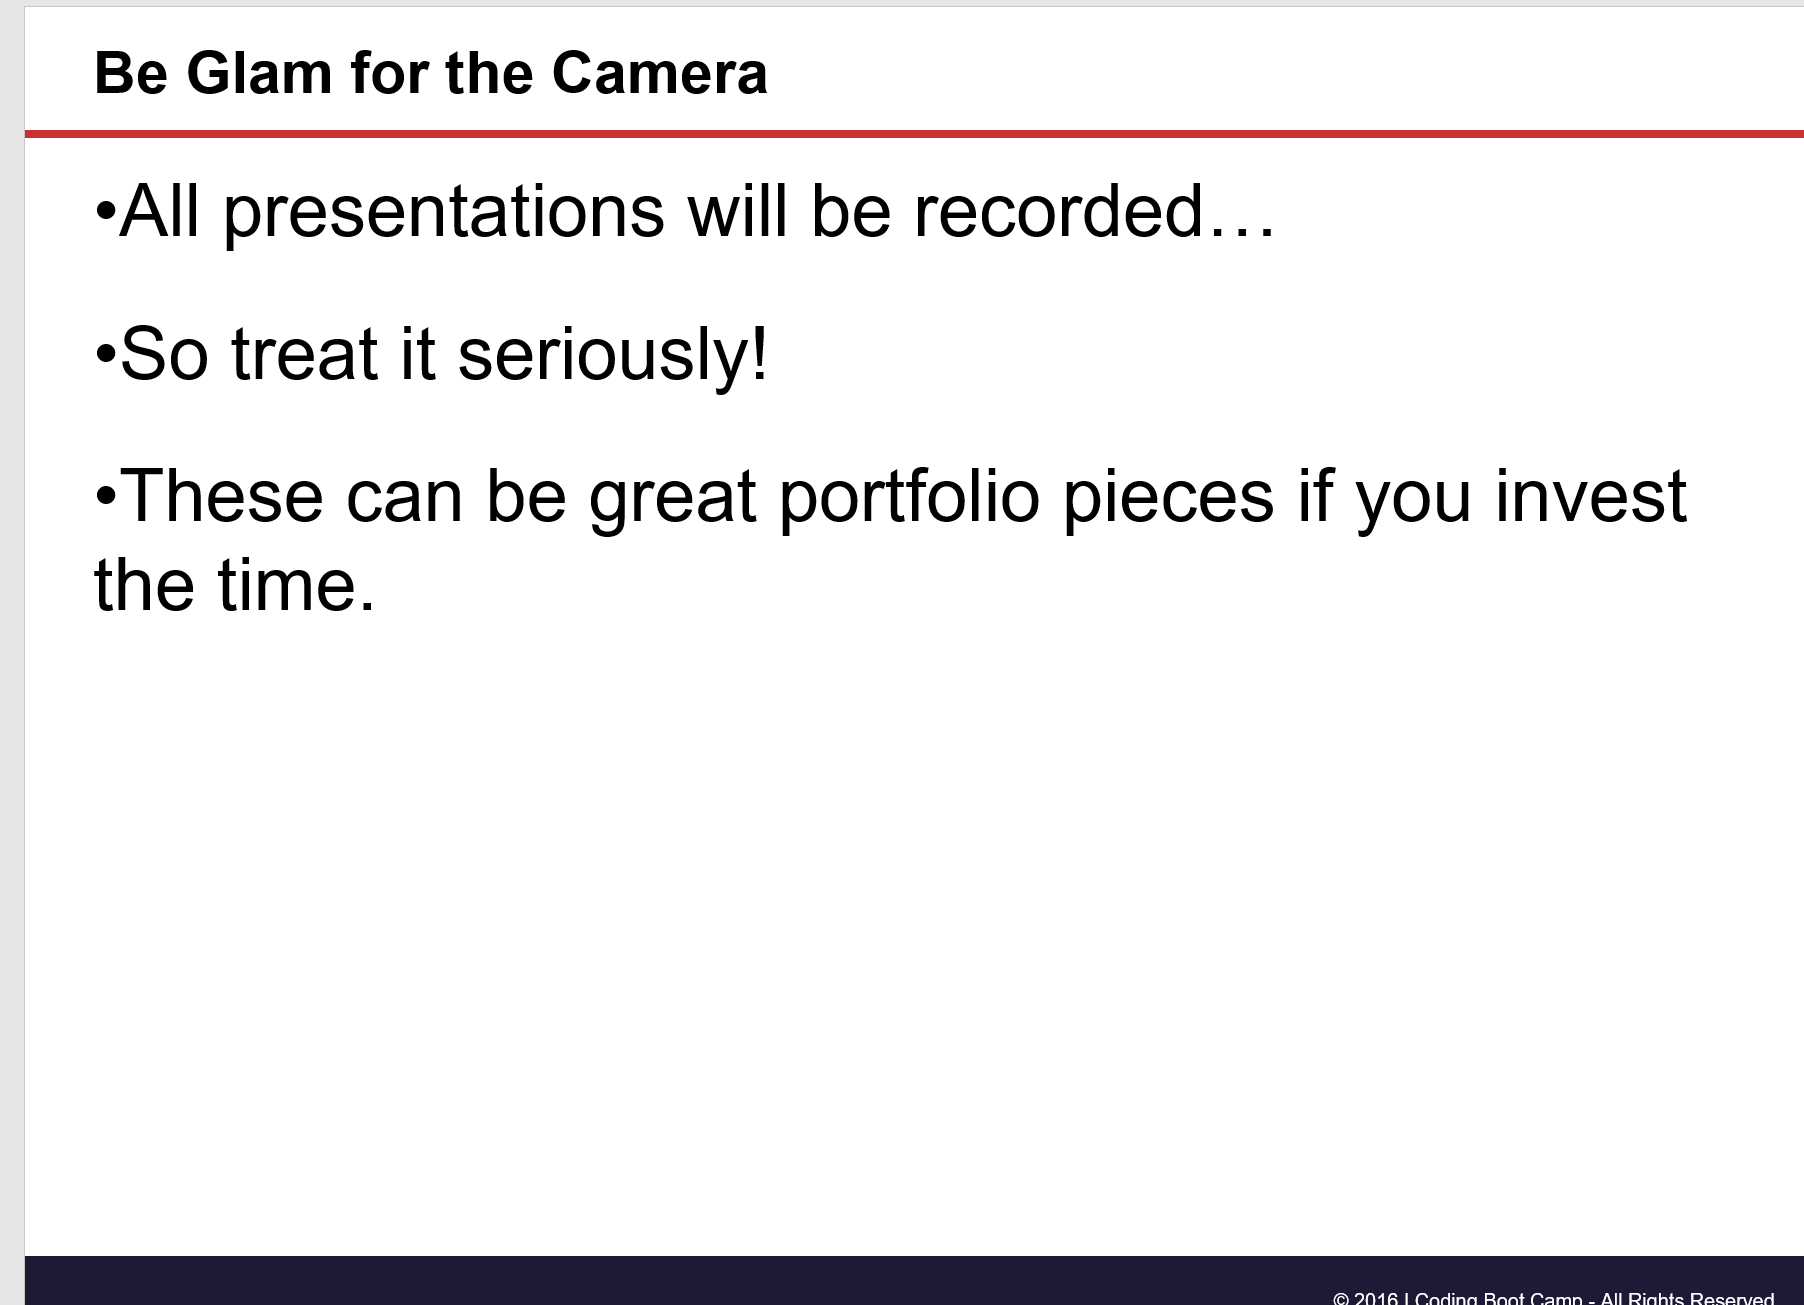 Be Glam for the Camera
•All presentations will be recorded…
•So treat it seriously!
•These can be great portfolio pieces if you invest
the time.
© 2016 | Coding Boot Camp - All Rights Reserved